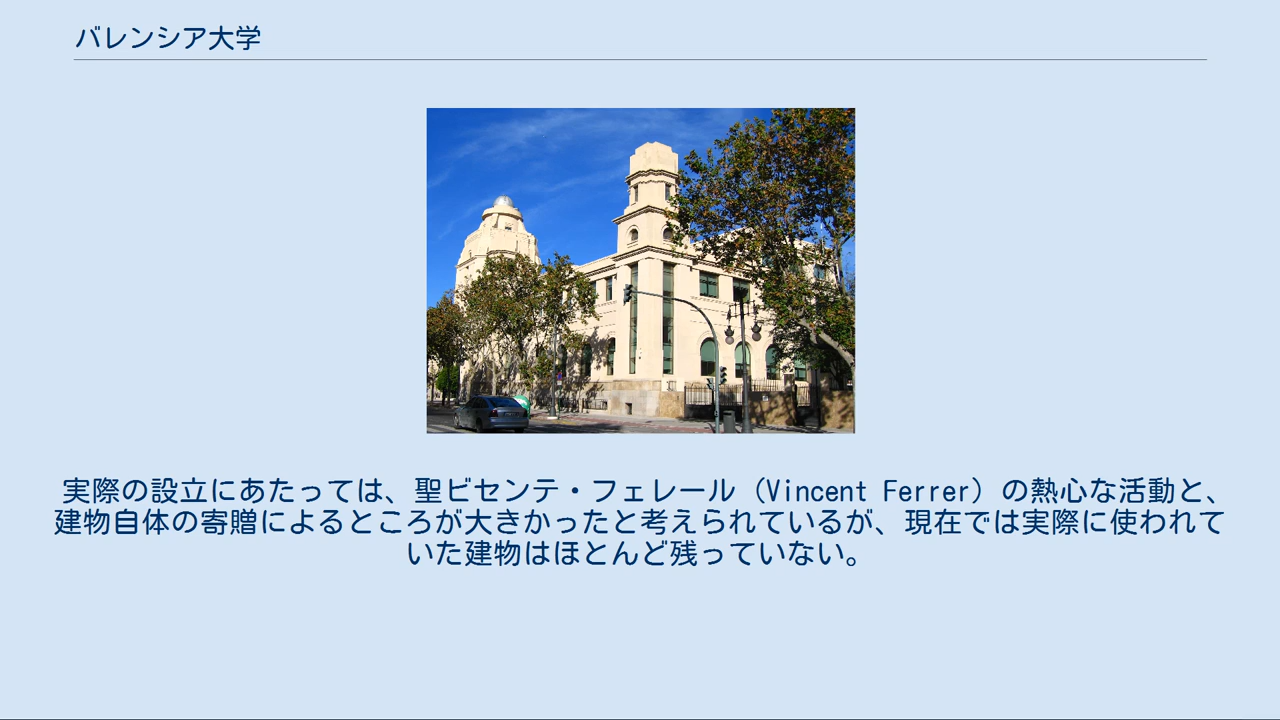 バレンシア大学
実際の設立にあたっては、聖ビセンテ・フェレール（Vincent Ferrer）の熱心な活動と、
建物自体の寄贈によるところが大きかったと考えられているが、現在では実際に使われて
いた建物はほとんど残っていない。